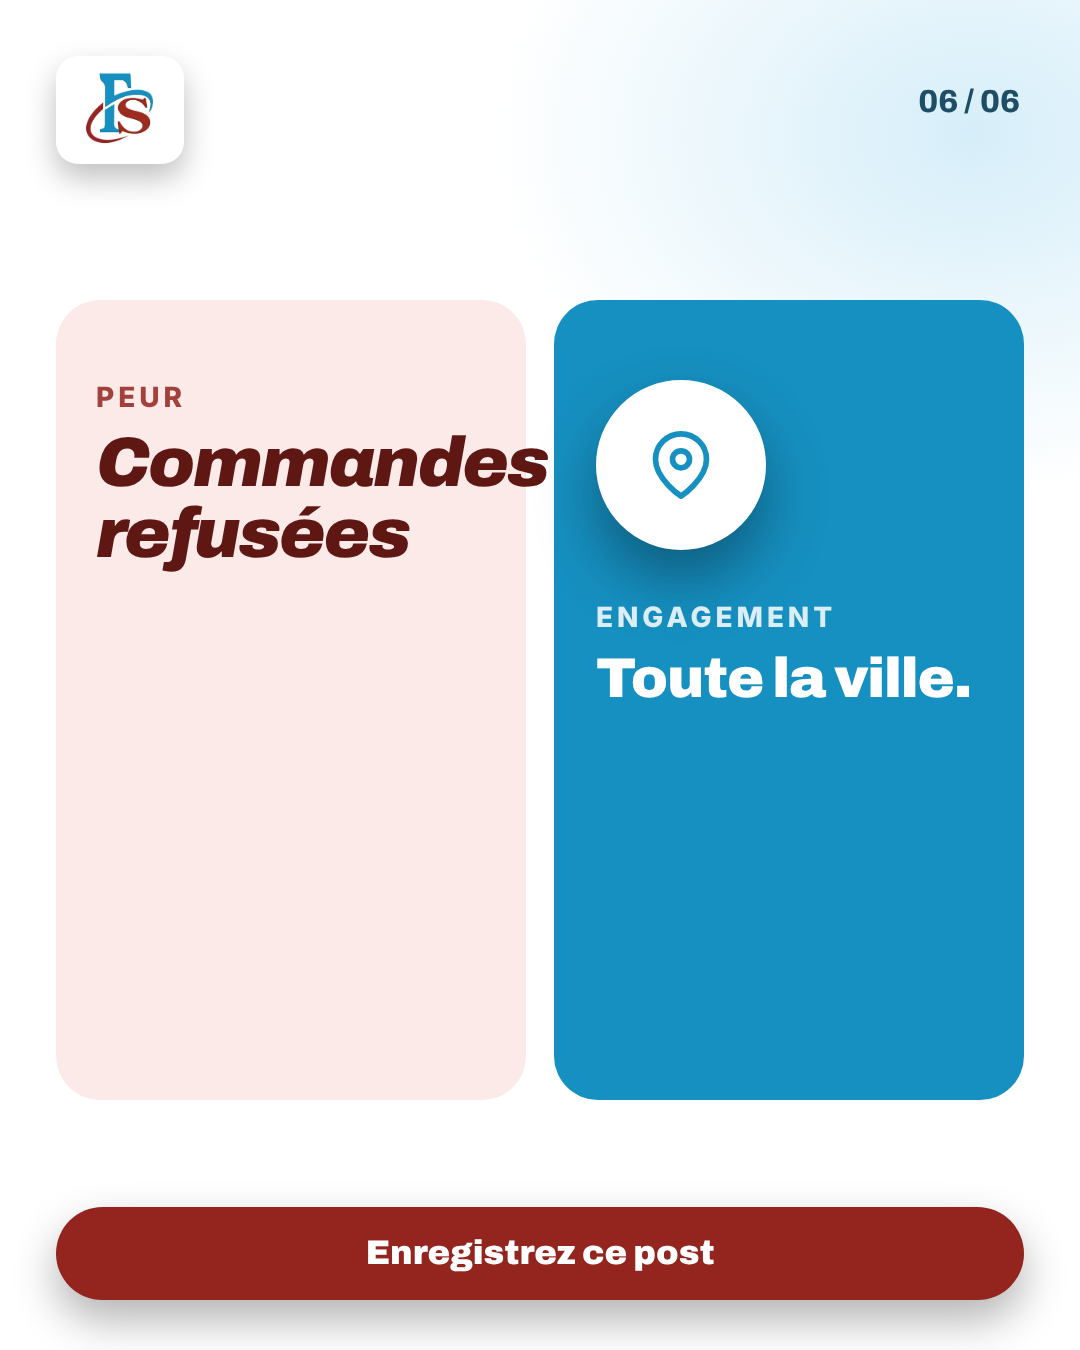 FS
06 / 06
PEUR
Commandes
refusées
ENGAGEMENT
Toute la ville.
Enregistrez ce post